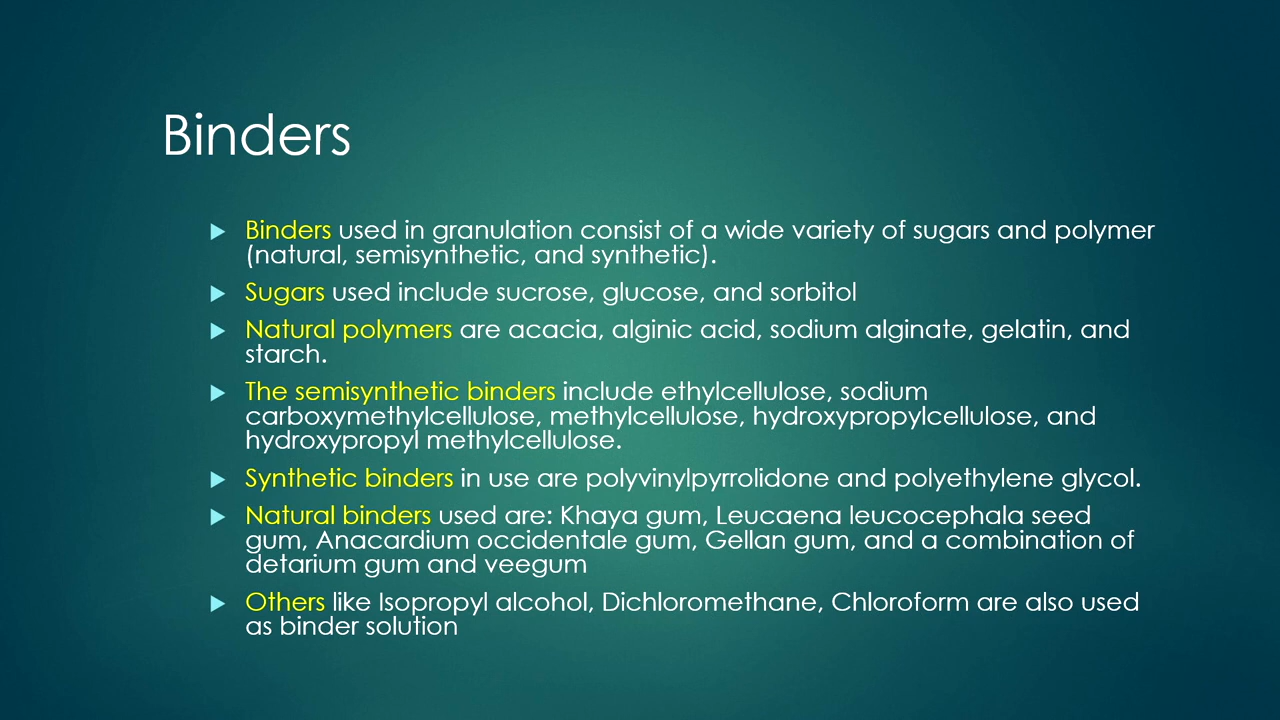 Binders
Binders used in granulation consist of a wide variety of sugars and polymer
(natural, semisynthetic, and synthetic).
Sugars used include sucrose, glucose, and sorbitol
Natural polymers are acacia, alginic acid, sodium alginate, gelatin, and
starch.
The semisynthetic binders include ethylcellulose, sodium
carboxymethylcellulose, methylcellulose, hydroxypropylcellulose, and
hydroxypropyl methylcellulose.
Synthetic binders in use are polyvinylpyrrolidone and polyethylene glycol.
Natural binders used are: Khaya gum, Leucaena leucocephala seed
gum, Anacardium occidentale gum, Gellan gum, and a combination of
detarium gum and veegum
Others like Isopropyl alcohol, Dichloromethane, Chloroform are also used
as binder solution